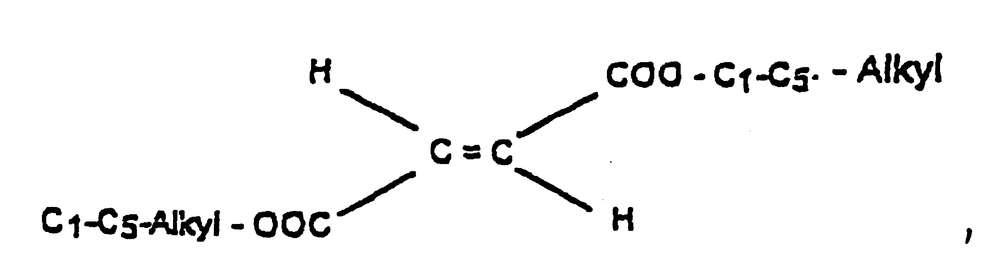 H COO - C1-C5- - Alkyl
C = C
C1-C5-Alkyl - OOC H ,